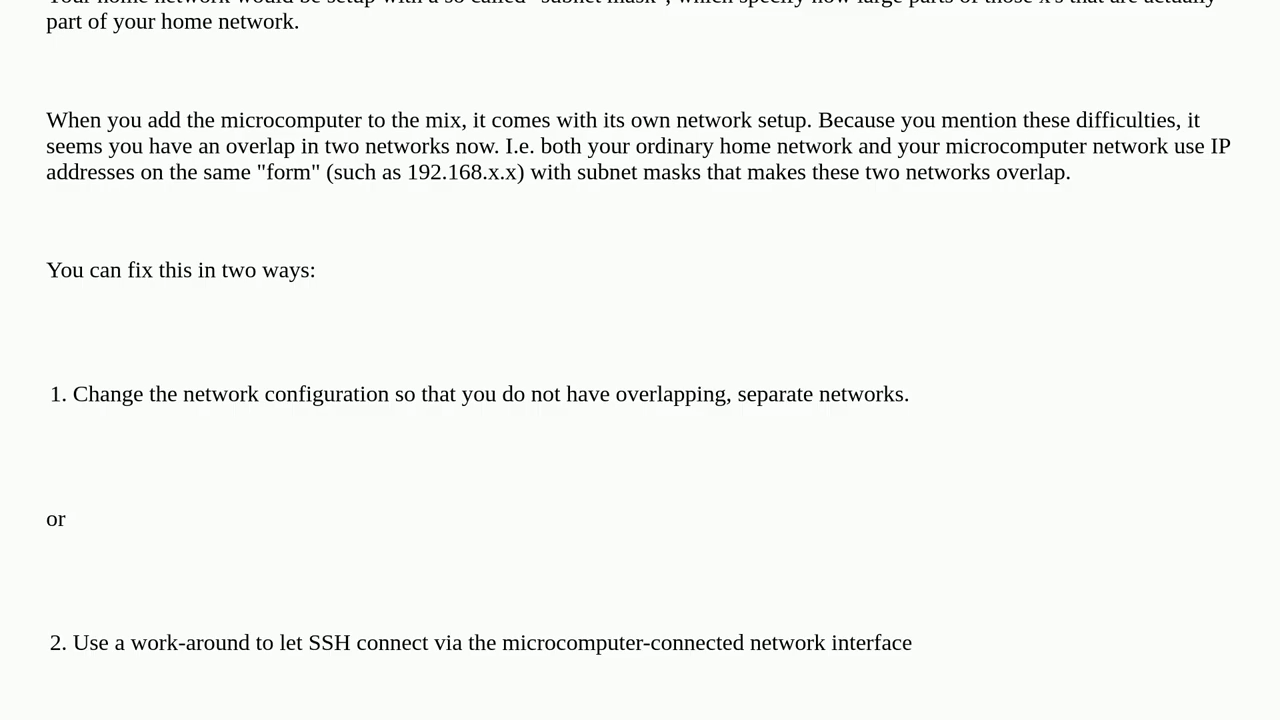 part of your home network.
When you add the microcomputer to the mix, it comes with its own network setup. Because you mention these difficulties, it
seems you have an overlap in two networks now. I.e. both your ordinary home network and your microcomputer network use IP
addresses on the same "form" (such as 192.168.x.x) with subnet masks that makes these two networks overlap.
You can fix this in two ways:
1. Change the network configuration so that you do not have overlapping, separate networks.
or
2. Use a work-around to let SSH connect via the microcomputer-connected network interface